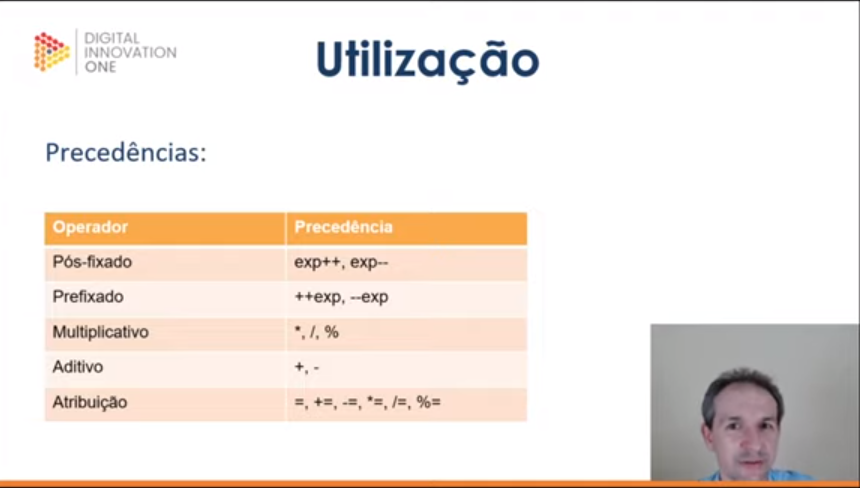 DIGITAL
INNOVATION
ONE
Utilização
Precedências:
Operador Precedência
Pós-fixado exp++, exp--
Prefixado ++exp, --exp
Multiplicativo *, /, %
Aditivo +, -
Atribuição =, +=, -=, *=, /=, %=